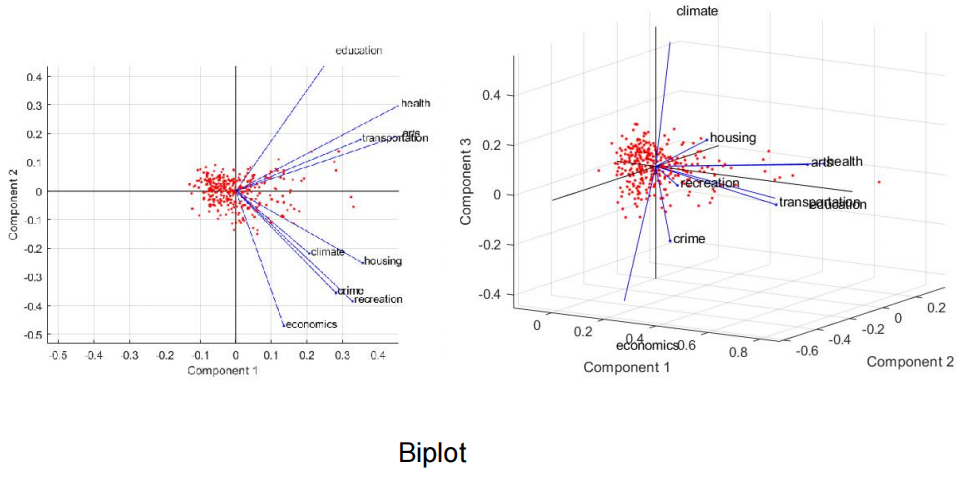 education
health
arts
transportation
climate
housing
crime
recreation
economics
0.4
0.3
0.2
0.1
0
-0.1
-0.2
-0.3
-0.4
-0.5
Component 2
-0.5 -0.4 -0.3 -0.2 -0.1 0 0.1 0.2 0.3 0.4
Component 1
climate
housing
arts
health
recreation
transportation
education
crime
economics
0.4
0.2
0
-0.2
-0.4
Component 3
0 0.2 0.4 0.6 0.8
Component 1
-0.6 -0.4 -0.2 0 0.2
Component 2
Biplot